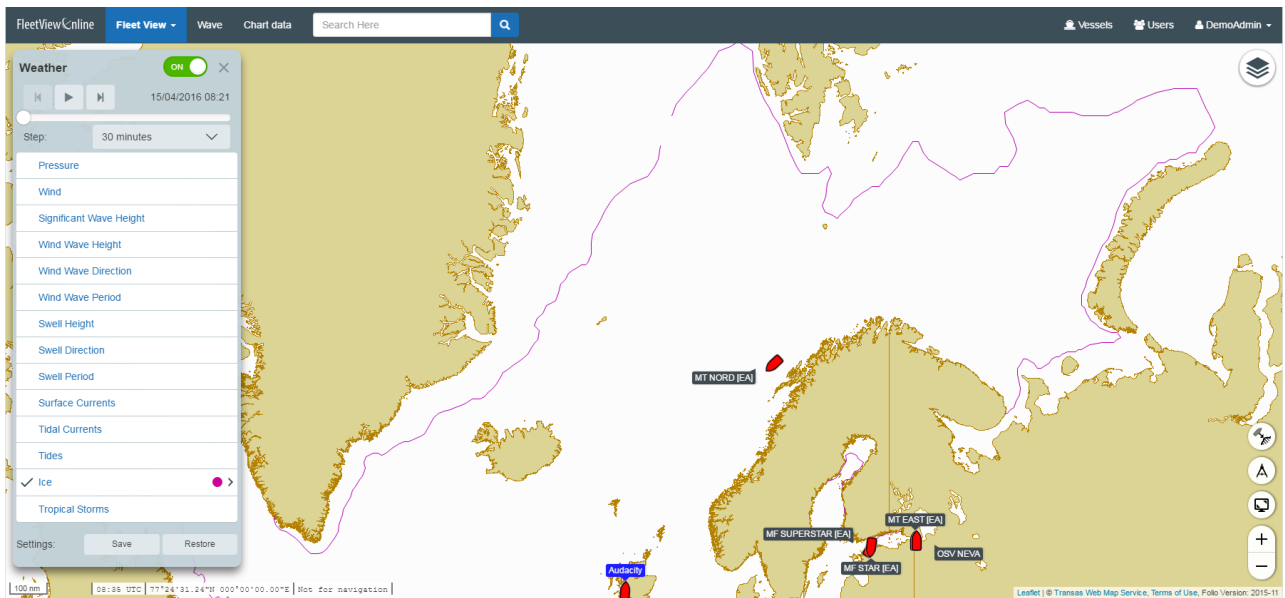 FleetViewOnline Fleet View Wave Chart data Search Here Vessels Users DemoAdmin
Weather ON
15/04/2016 08:21
Step: 30 minutes
Pressure
Wind
Significant Wave Height
Wind Wave Height
Wind Wave Direction
Wind Wave Period
Swell Height
Swell Direction
Swell Period
Surface Currents
Tidal Currents
Tides
Ice
Tropical Storms
Settings: Save Restore
MT NORD [EA]
MT EAST [EA]
MF SUPERSTAR [EA]
OSV NEVA
MF STAR [EA]
Audacity
100 nm 08:35 UTC 77°24'31.24"N 000°00'00.00"E Not for navigation
Leaflet | © Transas Web Map Service, Terms of Use, Folio Version: 2015-11